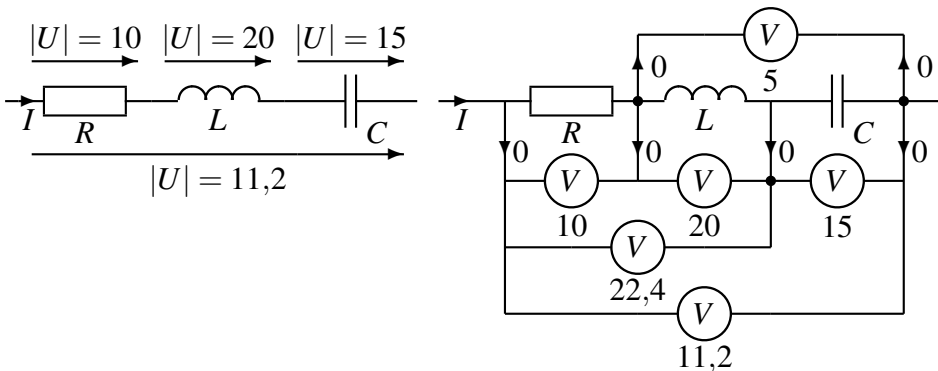 |U| = 10 |U| = 20 |U| = 15
I R L C
|U| = 11,2
V
5
0 0
I R L C
0 0 0 0
V V V
10 20 15
V
22,4
V
11,2